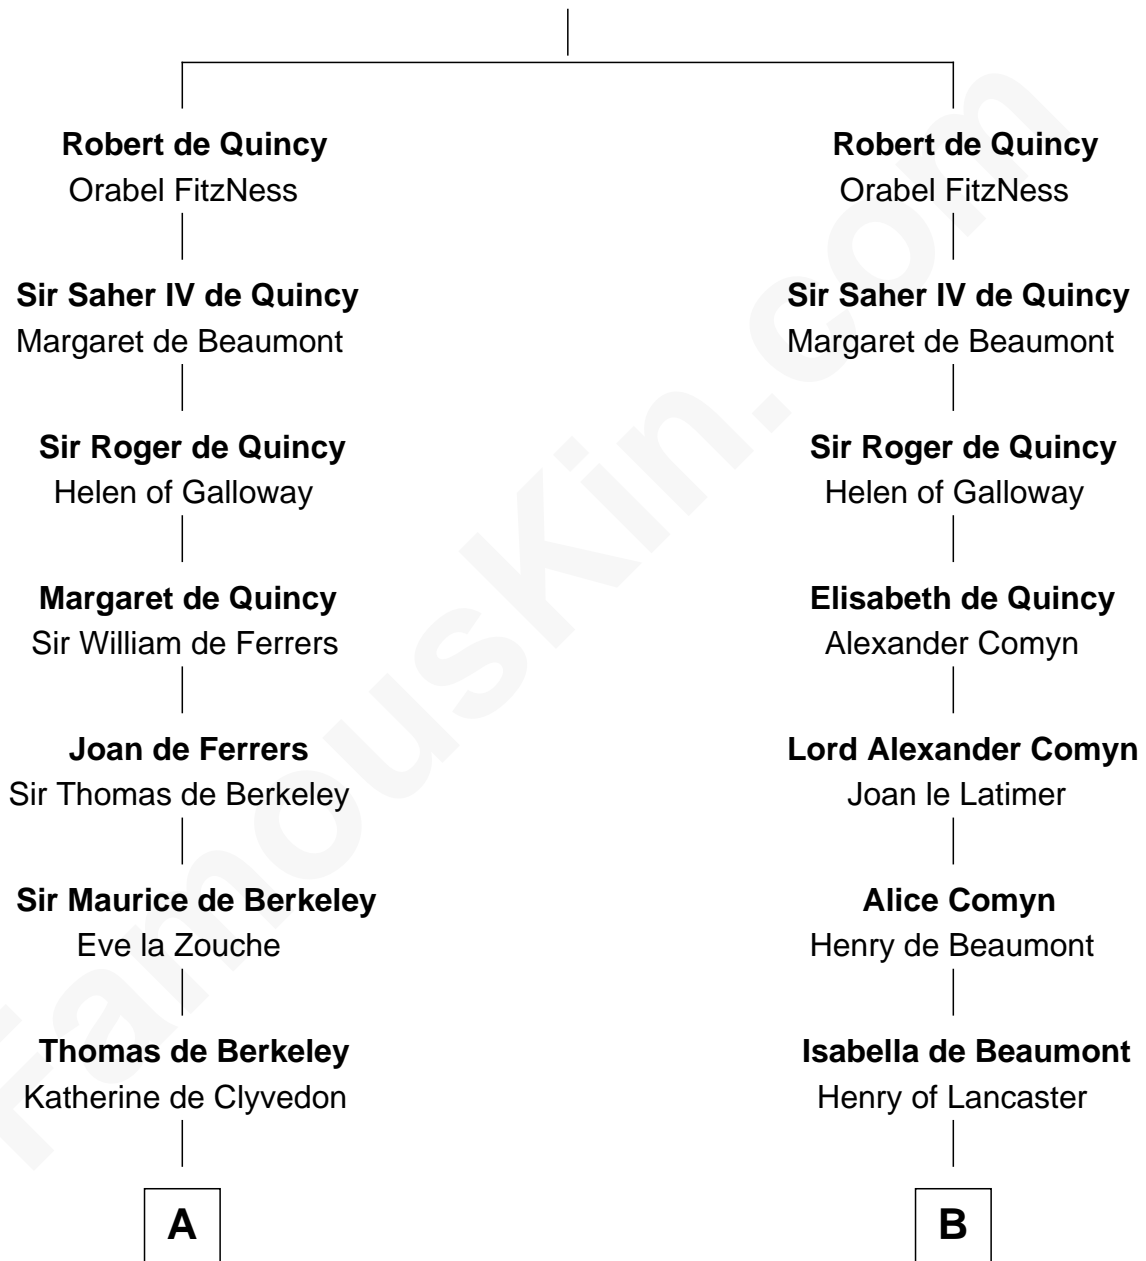 Robert de Quincy
Orabel FitzNess
Sir Saher IV de Quincy
Margaret de Beaumont
Sir Roger de Quincy
Helen of Galloway
Margaret de Quincy
Sir William de Ferrers
Joan de Ferrers
Sir Thomas de Berkeley
Sir Maurice de Berkeley
Eve la Zouche
Thomas de Berkeley
Katherine de Clyvedon
A
Robert de Quincy
Orabel FitzNess
Sir Saher IV de Quincy
Margaret de Beaumont
Sir Roger de Quincy
Helen of Galloway
Elisabeth de Quincy
Alexander Comyn
Lord Alexander Comyn
Joan le Latimer
Alice Comyn
Henry de Beaumont
Isabella de Beaumont
Henry of Lancaster
B
FamousKin.com